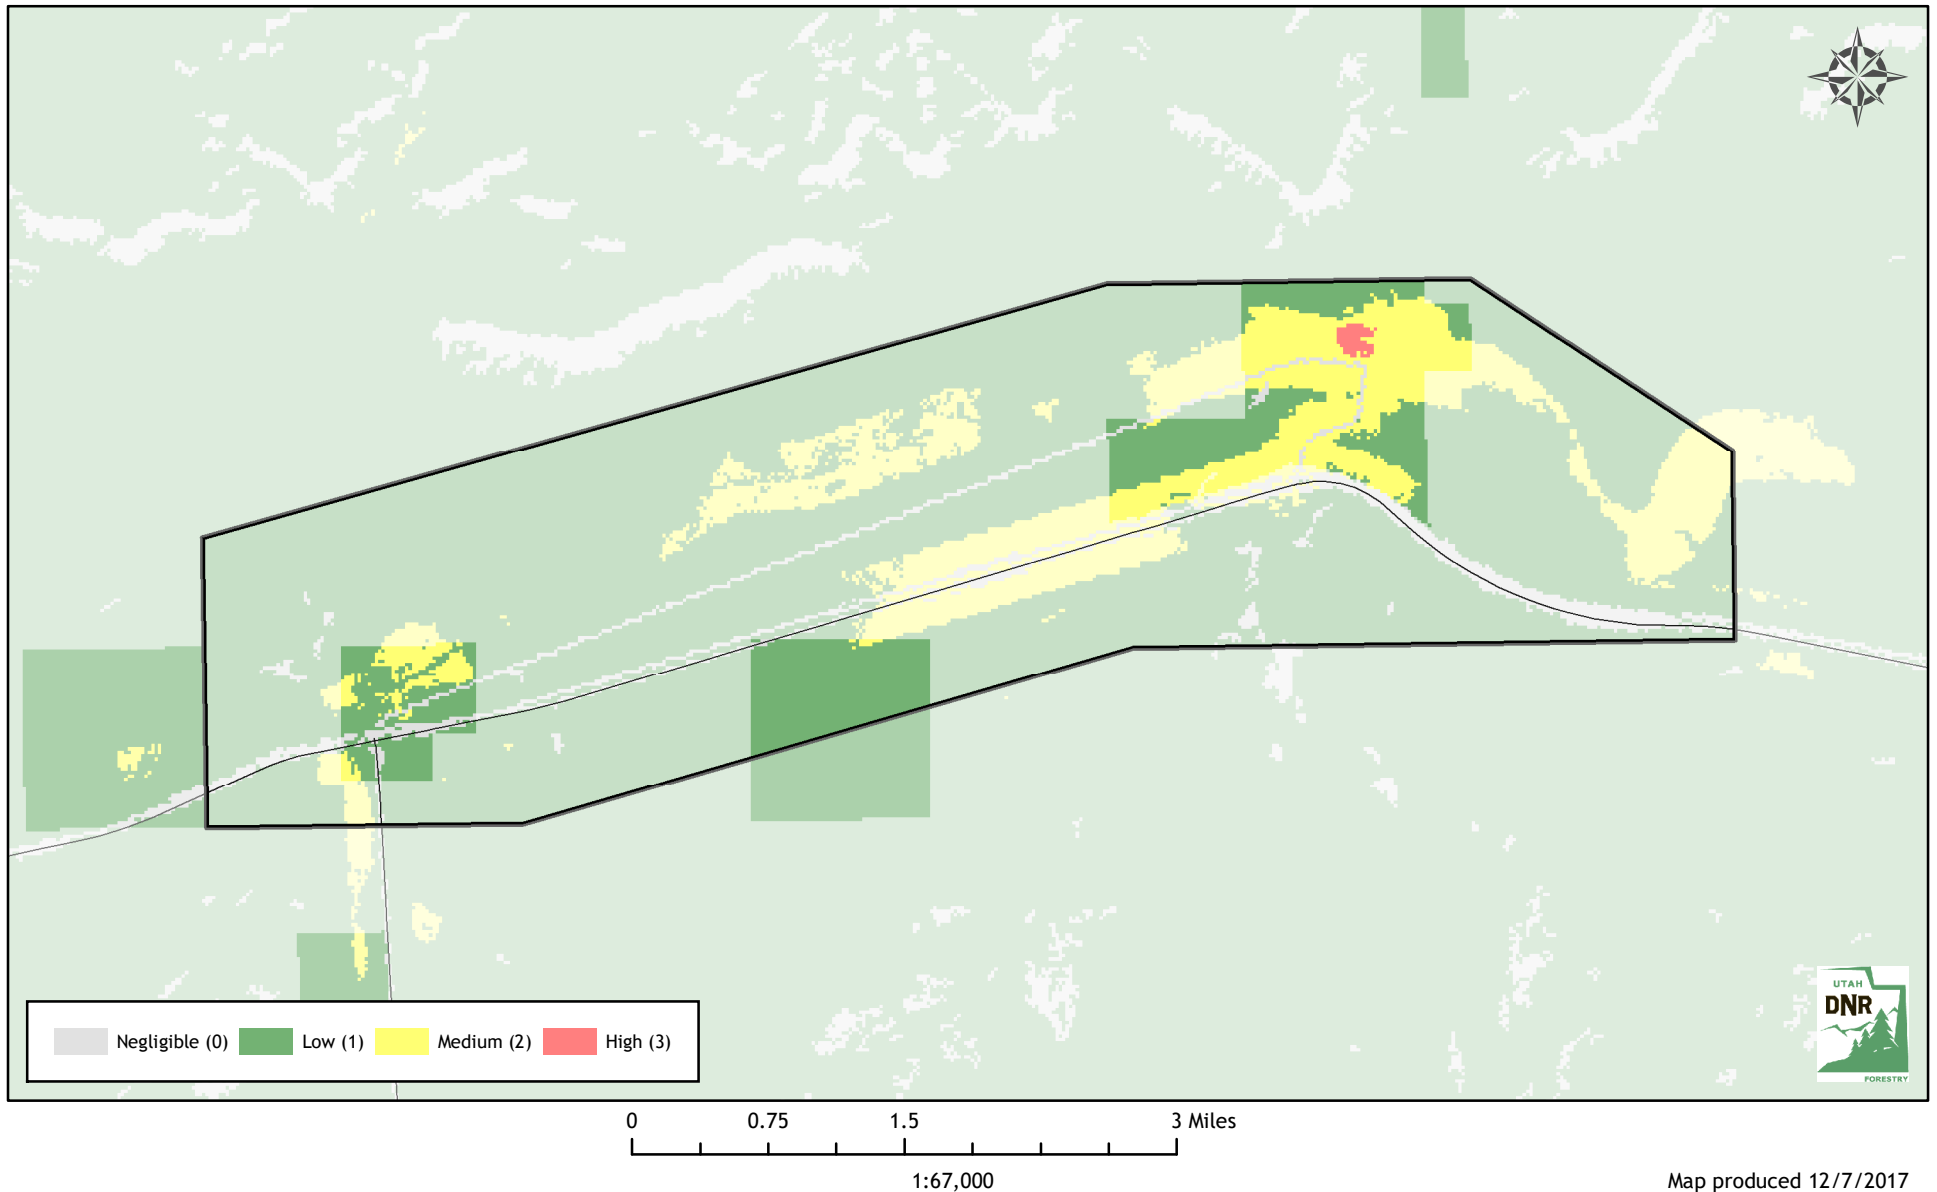 UTAH
DNR
FORESTRY
Negligible (0) Low (1) Medium (2) High (3)
0 0.75 1.5 3 Miles
1:67,000
Map produced 12/7/2017